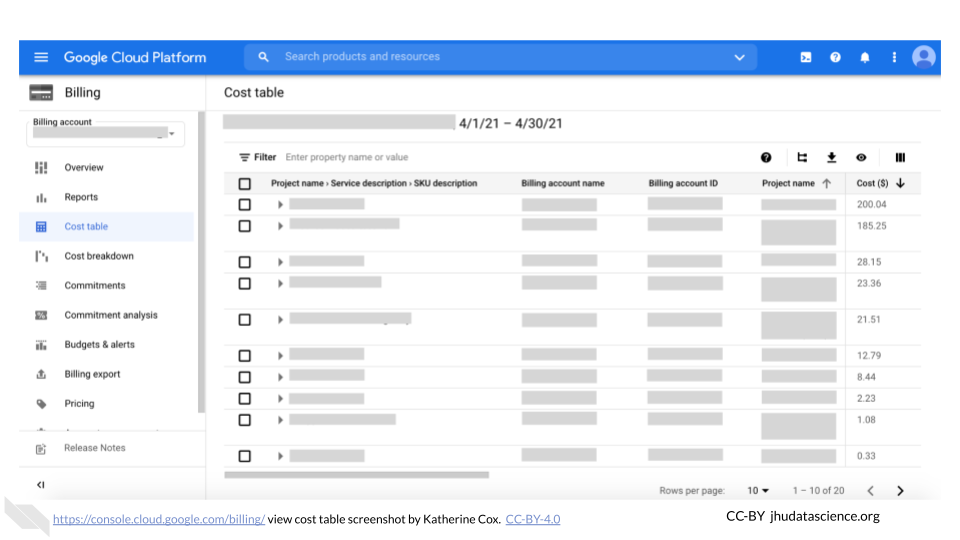 Google Cloud Platform
Search products and resources
Billing
Cost table
Billing account
4/1/21 – 4/30/21
Overview
Reports
Cost table
Cost breakdown
Commitments
Commitment analysis
Budgets & alerts
Billing export
Pricing
Release Notes
Filter Enter property name or value
Project name › Service description › SKU description Billing account name Billing account ID Project name Cost ($)
200.04
185.25
28.15
23.36
21.51
12.79
8.44
2.23
1.08
0.33
Rows per page: 10 1 – 10 of 20
https://console.cloud.google.com/billing/ view cost table screenshot by Katherine Cox. CC-BY-4.0
CC-BY jhudatascience.org